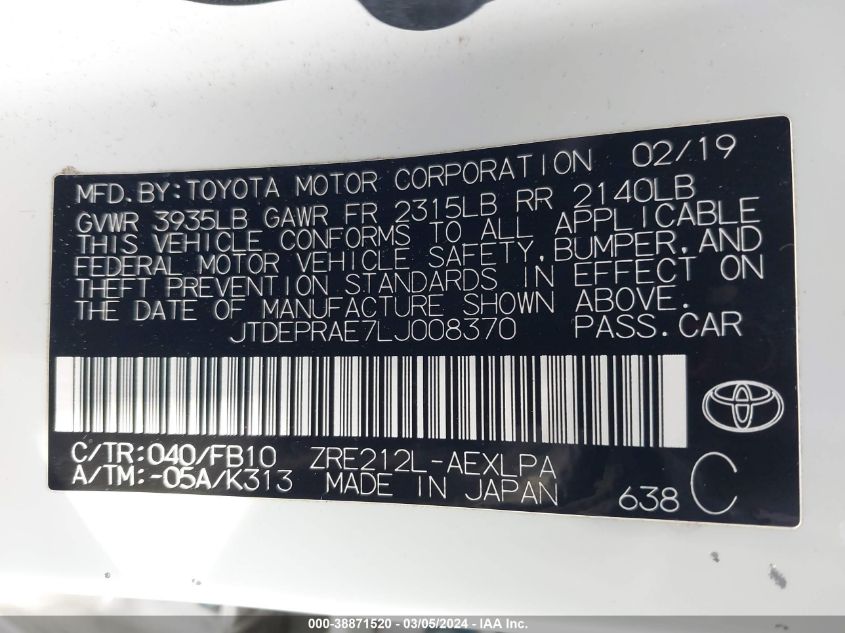 MFD. BY: TOYOTA MOTOR CORPORATION 02/19
GVWR 3935LB GAWR FR 2315LB RR 2140LB
THIS VEHICLE CONFORMS TO ALL APPLICABLE
FEDERAL MOTOR VEHICLE SAFETY, BUMPER, AND
THEFT PREVENTION STANDARDS IN EFFECT ON
THE DATE OF MANUFACTURE SHOWN ABOVE.
JTDEPRAE7LJ008370 PASS. CAR
C/TR: 040/FB10 ZRE212L-AEXLPA
A/TM: -05A/K313 MADE IN JAPAN 638 C
000-38871520 - 03/05/2024 - IAA Inc.